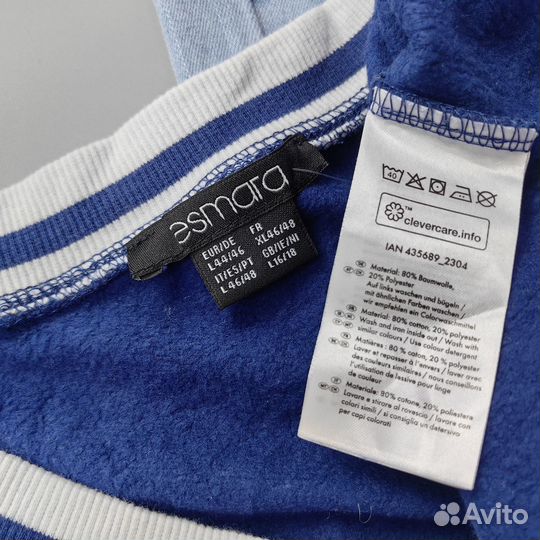 esmara
EUR/DE FR
L44/46 XL46/48
IT/ES/PT GB/IE/NI
L46/48 L16/18
40
clevercare.info
IAN 435689_2304
Material: 80% Baumwolle,
20% Polyester
Auf links waschen und bügeln /
mit ähnlichen Farben waschen /
wir empfehlen ein Colorwaschmittel
Material: 80% cotton, 20% polyester
Wash and iron inside out / Wash with
similar colours / Use colour detergent
Matières : 80 % coton, 20 % polyester
Laver et repasser à l'envers / laver avec
des couleurs similaires / nous conseillons
l'utilisation de lessive pour linge
de couleur
Materiale: 80% cotone, 20% poliestere
Lavare e stirare al rovescio / lavare con
colori simili / si consiglia un detersivo
per capi colorati
Avito